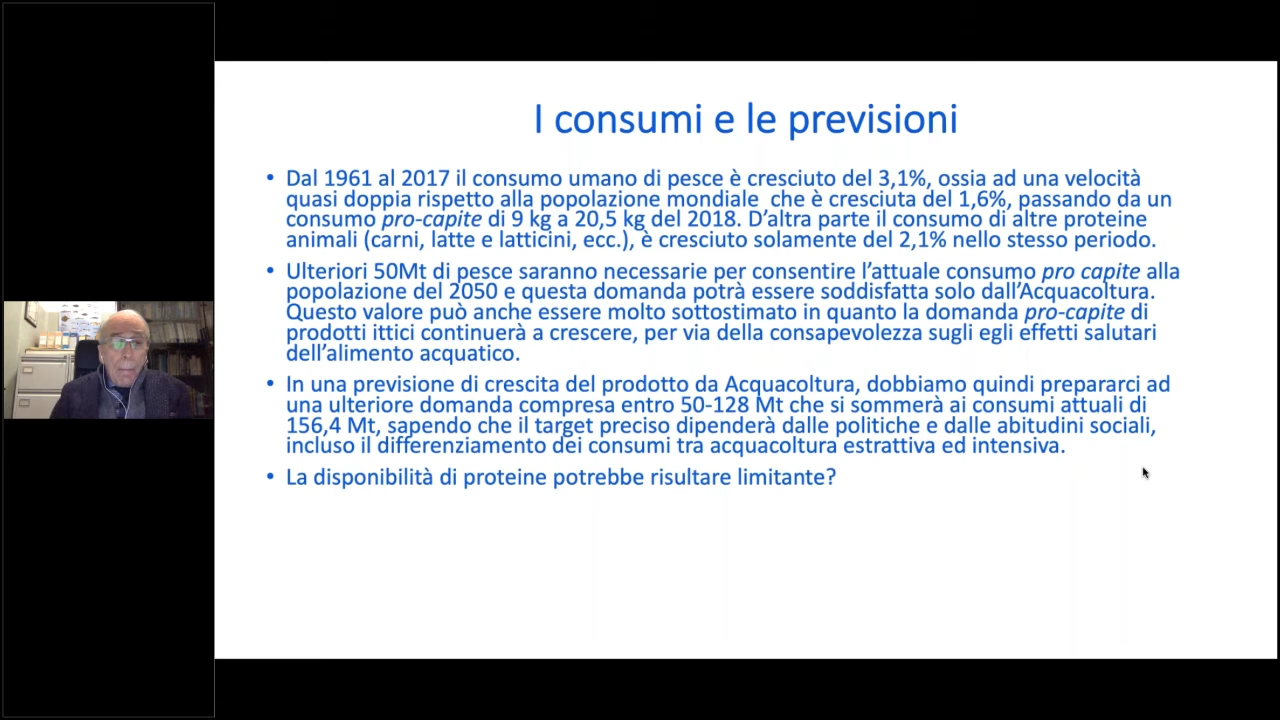 I consumi e le previsioni
• Dal 1961 al 2017 il consumo umano di pesce è cresciuto del 3,1%, ossia ad una velocità
quasi doppia rispetto alla popolazione mondiale  che è cresciuta del 1,6%, passando da un
consumo pro-capite di 9 kg a 20,5 kg del 2018. D’altra parte il consumo di altre proteine
animali (carni, latte e latticini, ecc.), è cresciuto solamente del 2,1% nello stesso periodo.
• Ulteriori 50Mt di pesce saranno necessarie per consentire l’attuale consumo pro capite alla
popolazione del 2050 e questa domanda potrà essere soddisfatta solo dall’Acquacoltura.
Questo valore può anche essere molto sottostimato in quanto la domanda pro-capite di
prodotti ittici continuerà a crescere, per via della consapevolezza sugli egli effetti salutari
dell’alimento acquatico.
• In una previsione di crescita del prodotto da Acquacoltura, dobbiamo quindi prepararci ad
una ulteriore domanda compresa entro 50-128 Mt che si sommerà ai consumi attuali di
156,4 Mt, sapendo che il target preciso dipenderà dalle politiche e dalle abitudini sociali,
incluso il differenziamento dei consumi tra acquacoltura estrattiva ed intensiva.
• La disponibilità di proteine potrebbe risultare limitante?